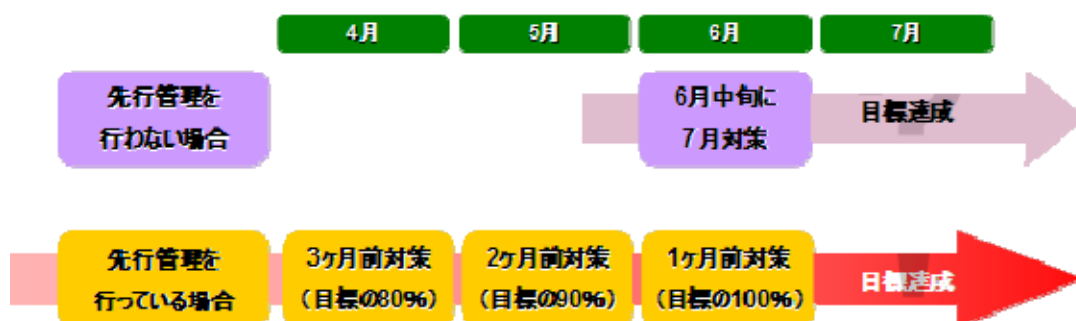 4月
5月
6月
7月
先行管理を
行わない場合
6月中旬に
7月対策
目標達成
先行管理を
行っている場合
3ヶ月前対策
(目標の80%)
2ヶ月前対策
(目標の90%)
1ヶ月前対策
(目標の100%)
目標達成